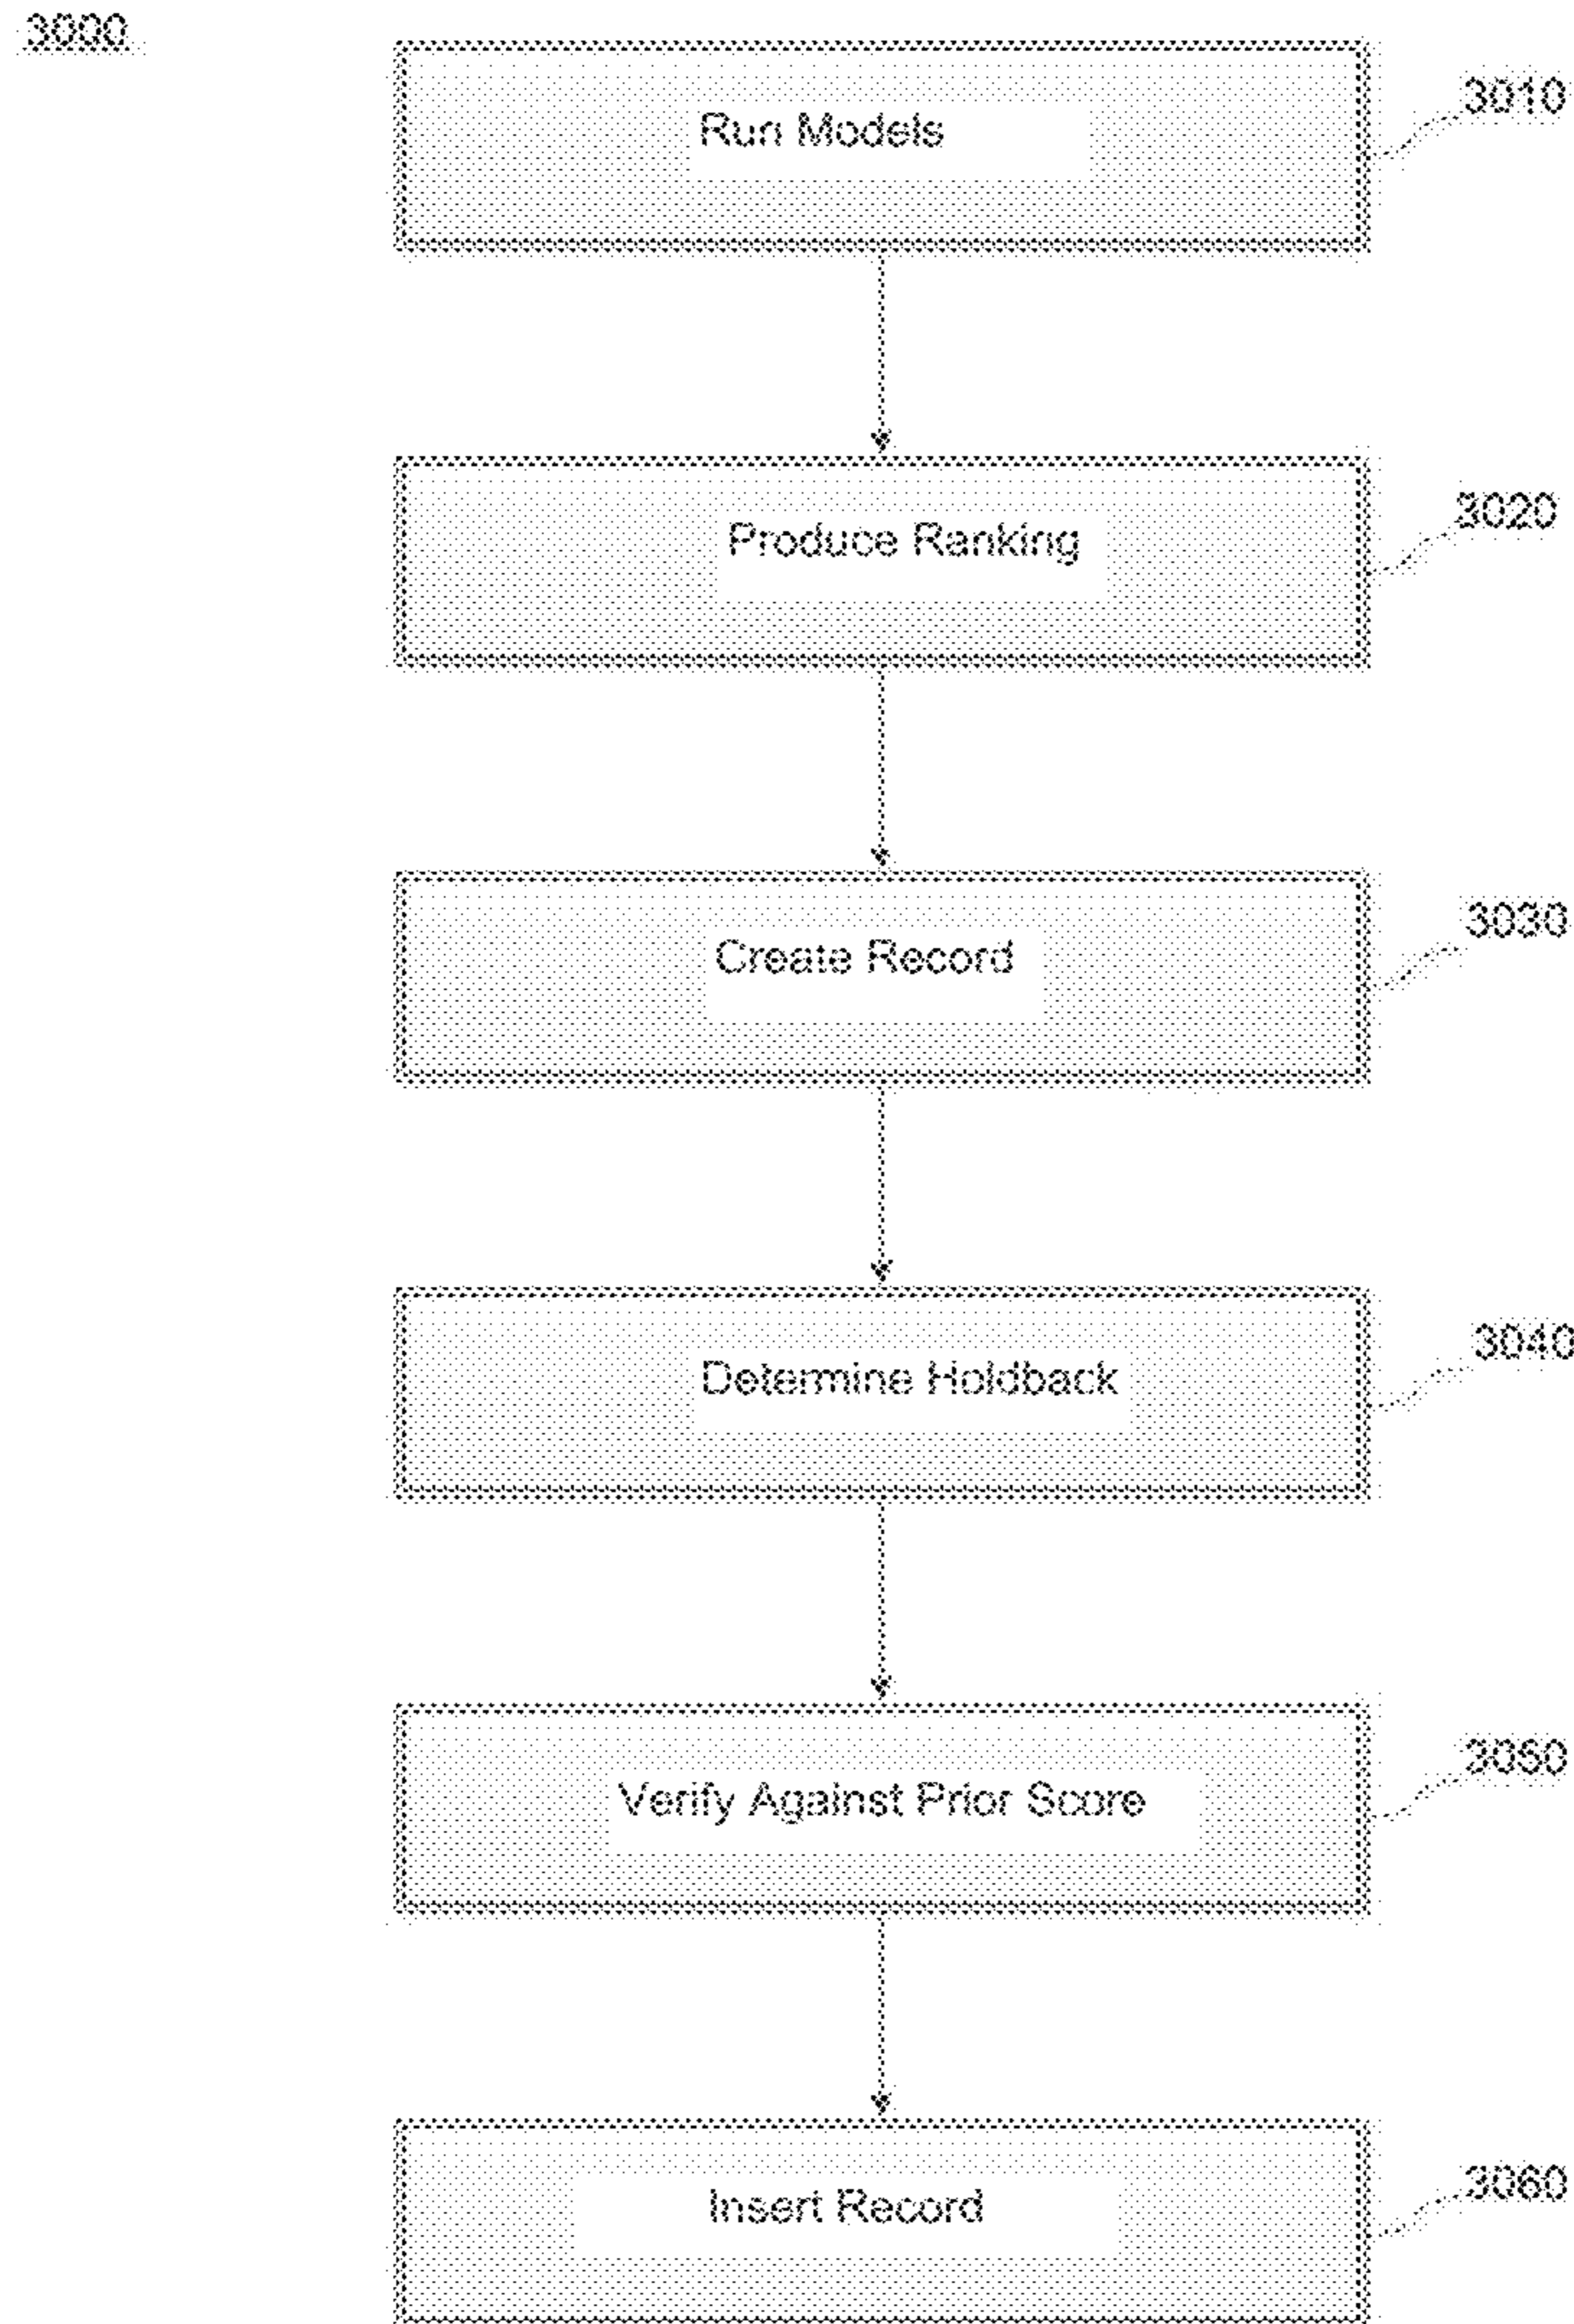 3000
Run Models
3010
Produce Ranking
3020
Create Record
3030
Determine Holdback
3040
Verify Against Prior Score
3050
Insert Record
3060